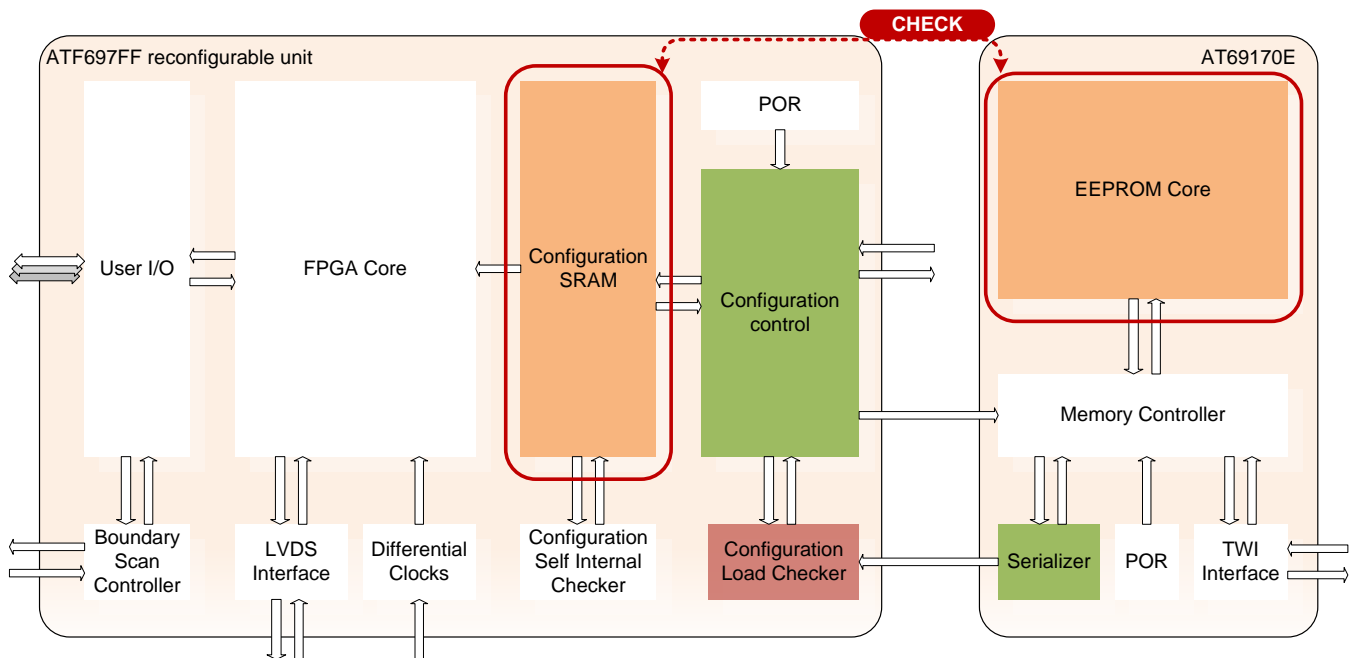 CHECK
ATF697FF reconfigurable unit
AT69170E
POR
EEPROM Core
User I/O
FPGA Core
Configuration
SRAM
Configuration
control
Memory Controller
Boundary
Scan
Controller
LVDS
Interface
Differential
Clocks
Configuration
Self Internal
Checker
Configuration
Load Checker
Serializer
POR
TWI
Interface